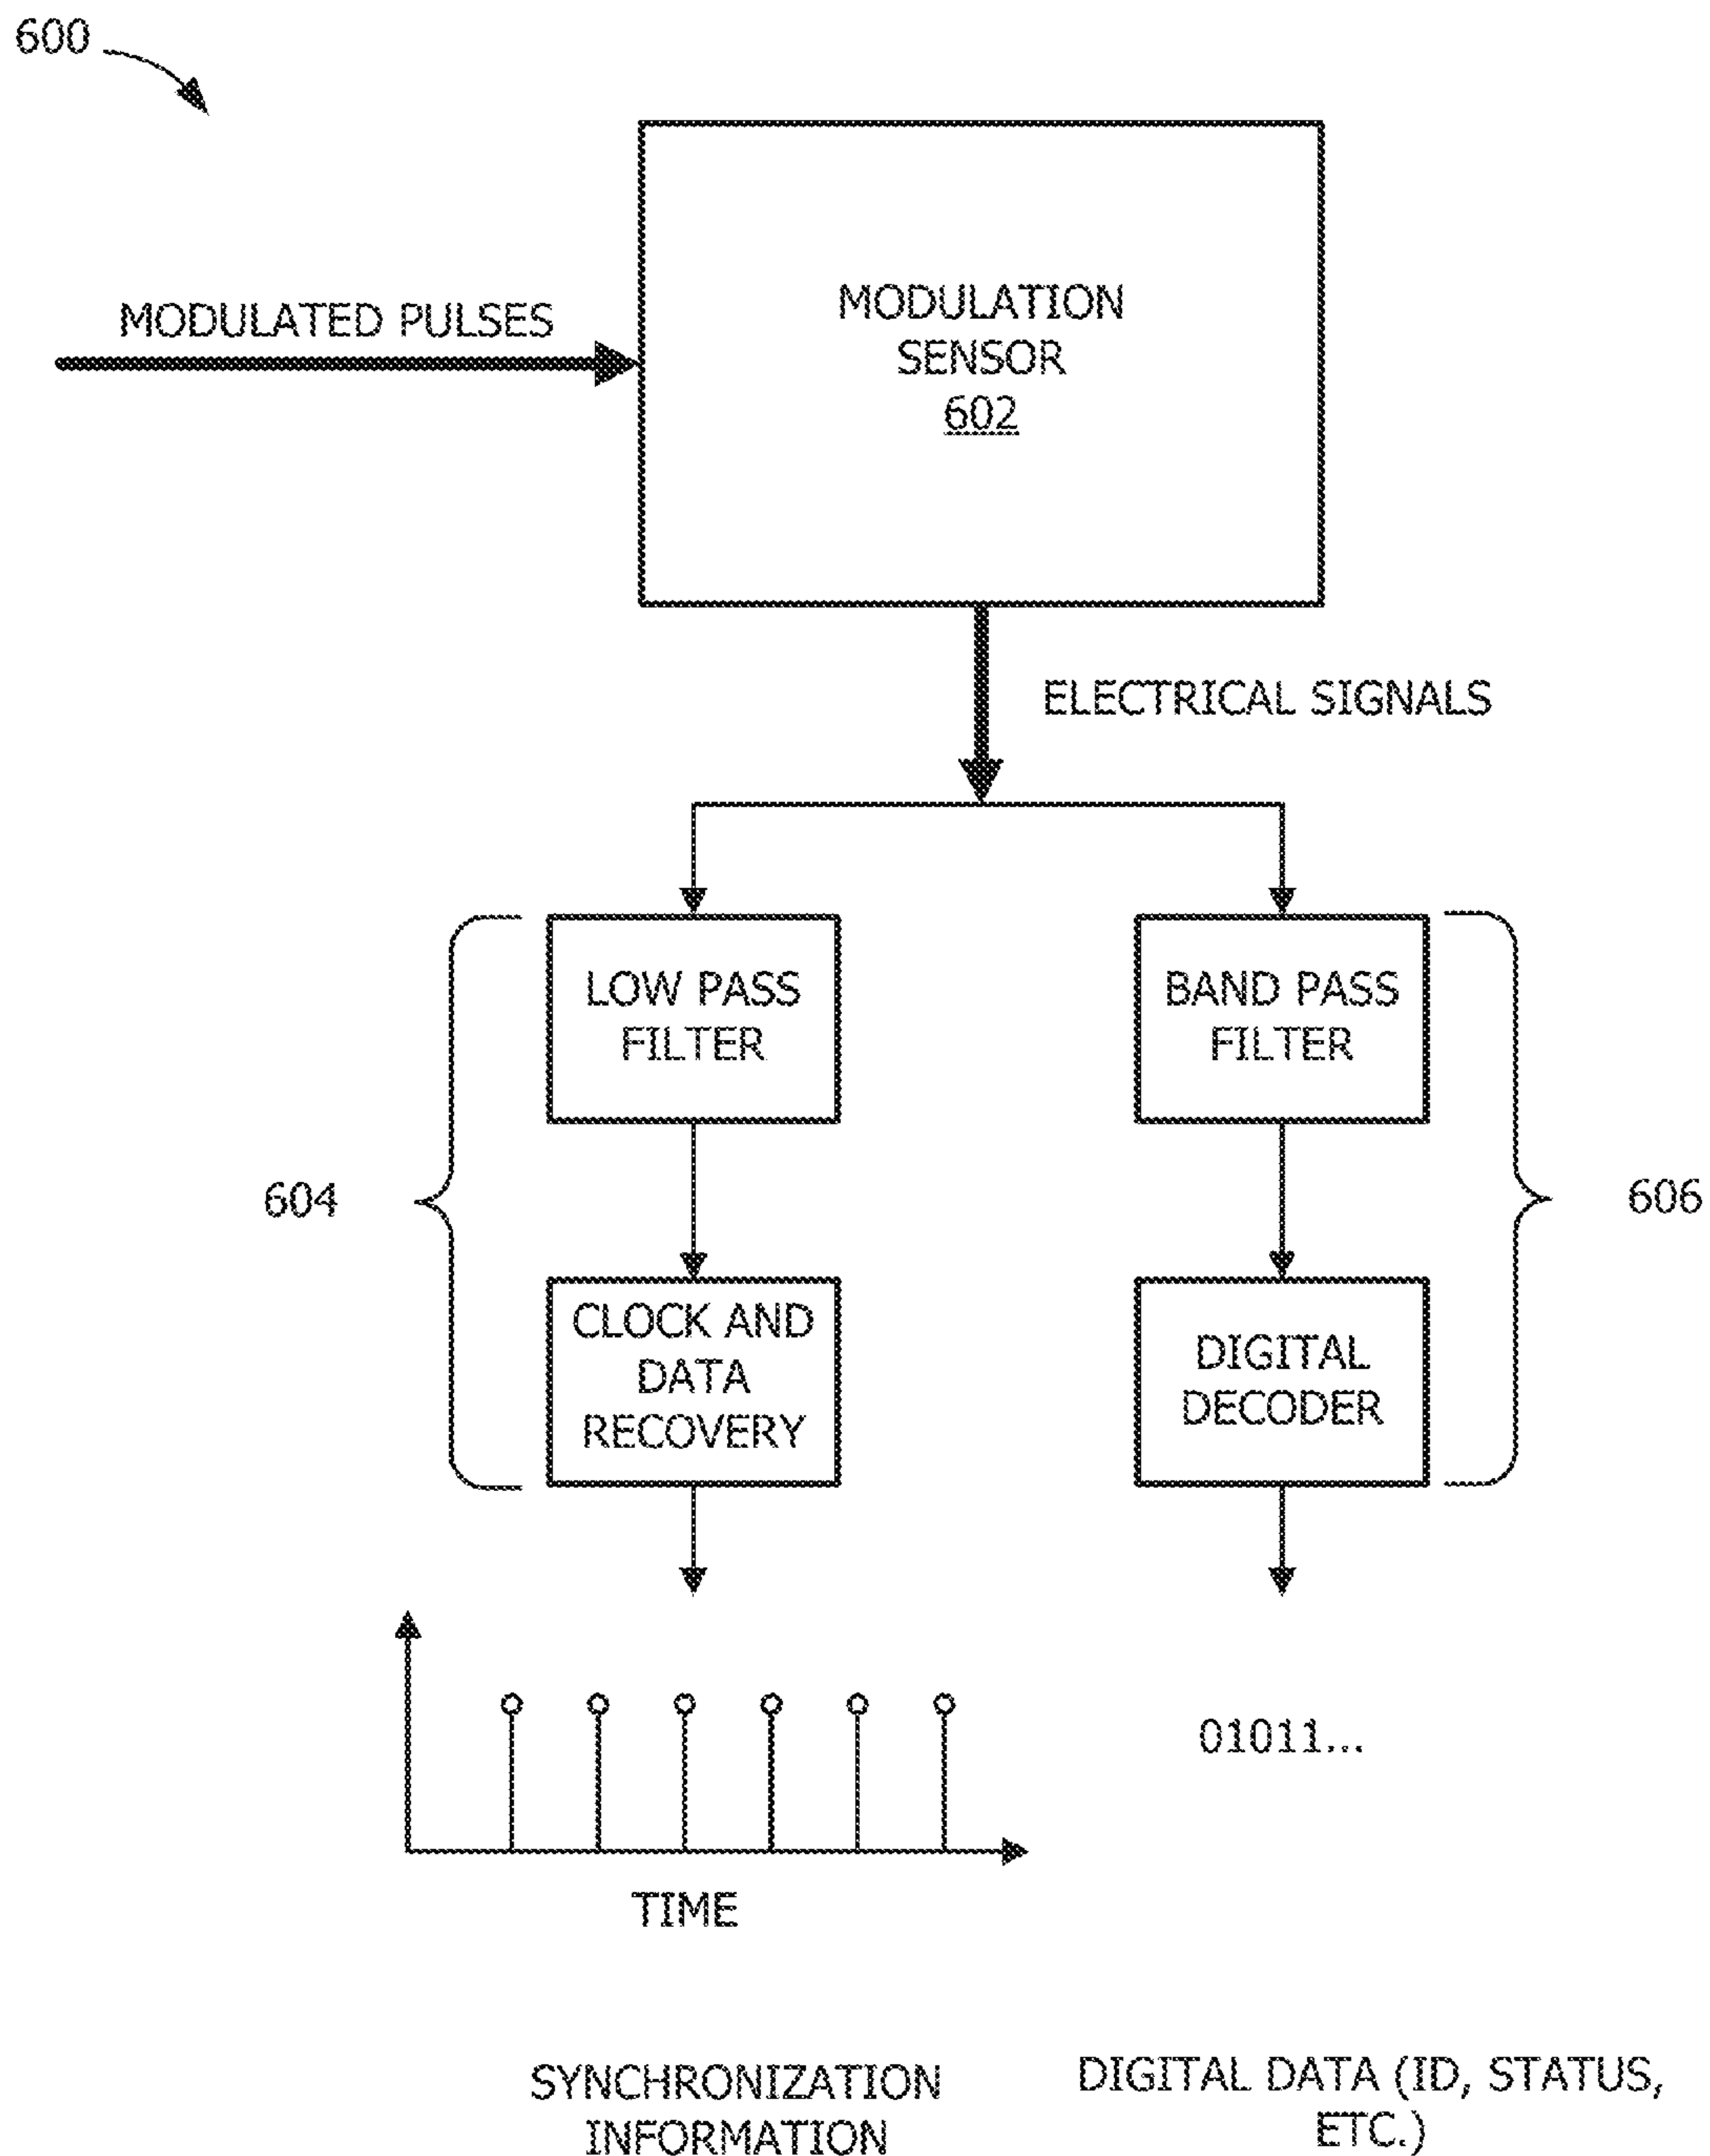 600
MODULATED PULSES
MODULATION
SENSOR
602
ELECTRICAL SIGNALS
LOW PASS
FILTER
BAND PASS
FILTER
604
606
CLOCK AND
DATA
RECOVERY
DIGITAL
DECODER
01011...
TIME
SYNCHRONIZATION
INFORMATION
DIGITAL DATA (ID, STATUS,
ETC.)